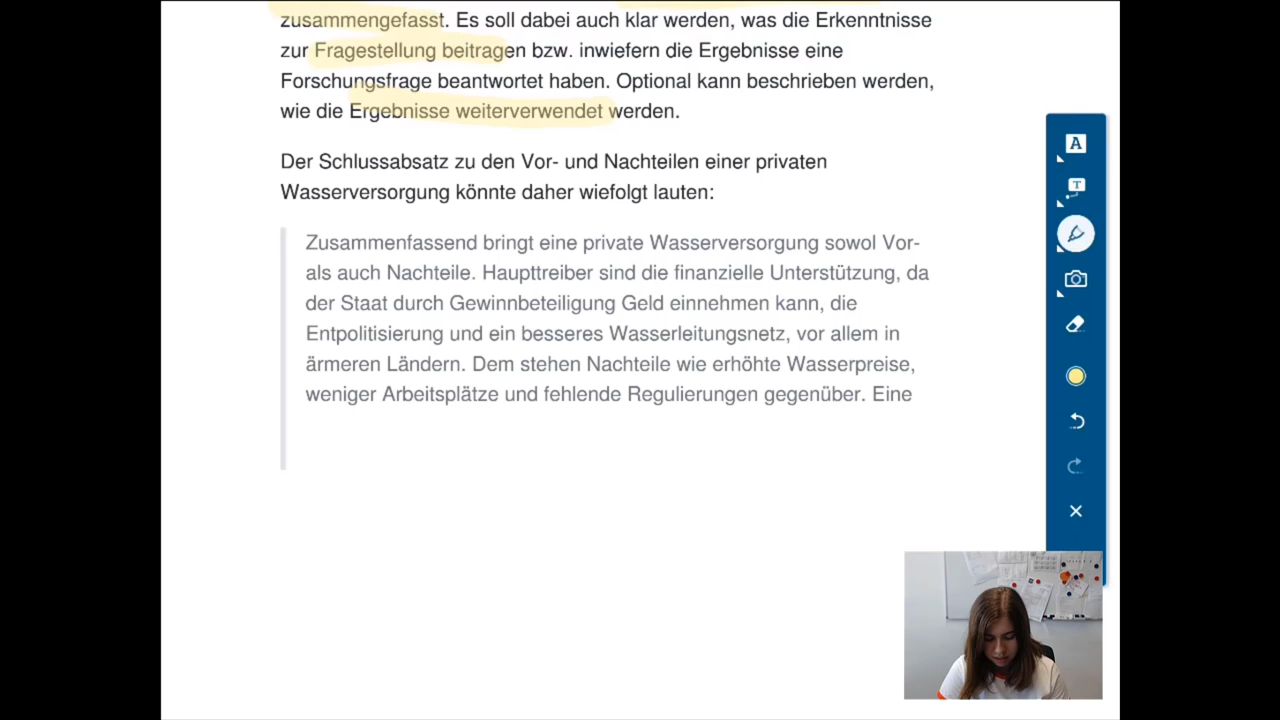 zusammengefasst. Es soll dabei auch klar werden, was die Erkenntnisse
zur Fragestellung beitragen bzw. inwiefern die Ergebnisse eine
Forschungsfrage beantwortet haben. Optional kann beschrieben werden,
wie die Ergebnisse weiterverwendet werden.
Der Schlussabsatz zu den Vor- und Nachteilen einer privaten
Wasserversorgung könnte daher wiefolgt lauten:
Zusammenfassend bringt eine private Wasserversorgung sowol Vor-
als auch Nachteile. Haupttreiber sind die finanzielle Unterstützung, da
der Staat durch Gewinnbeteiligung Geld einnehmen kann, die
Entpolitisierung und ein besseres Wasserleitungsnetz, vor allem in
ärmeren Ländern. Dem stehen Nachteile wie erhöhte Wasserpreise,
weniger Arbeitsplätze und fehlende Regulierungen gegenüber. Eine
A
T